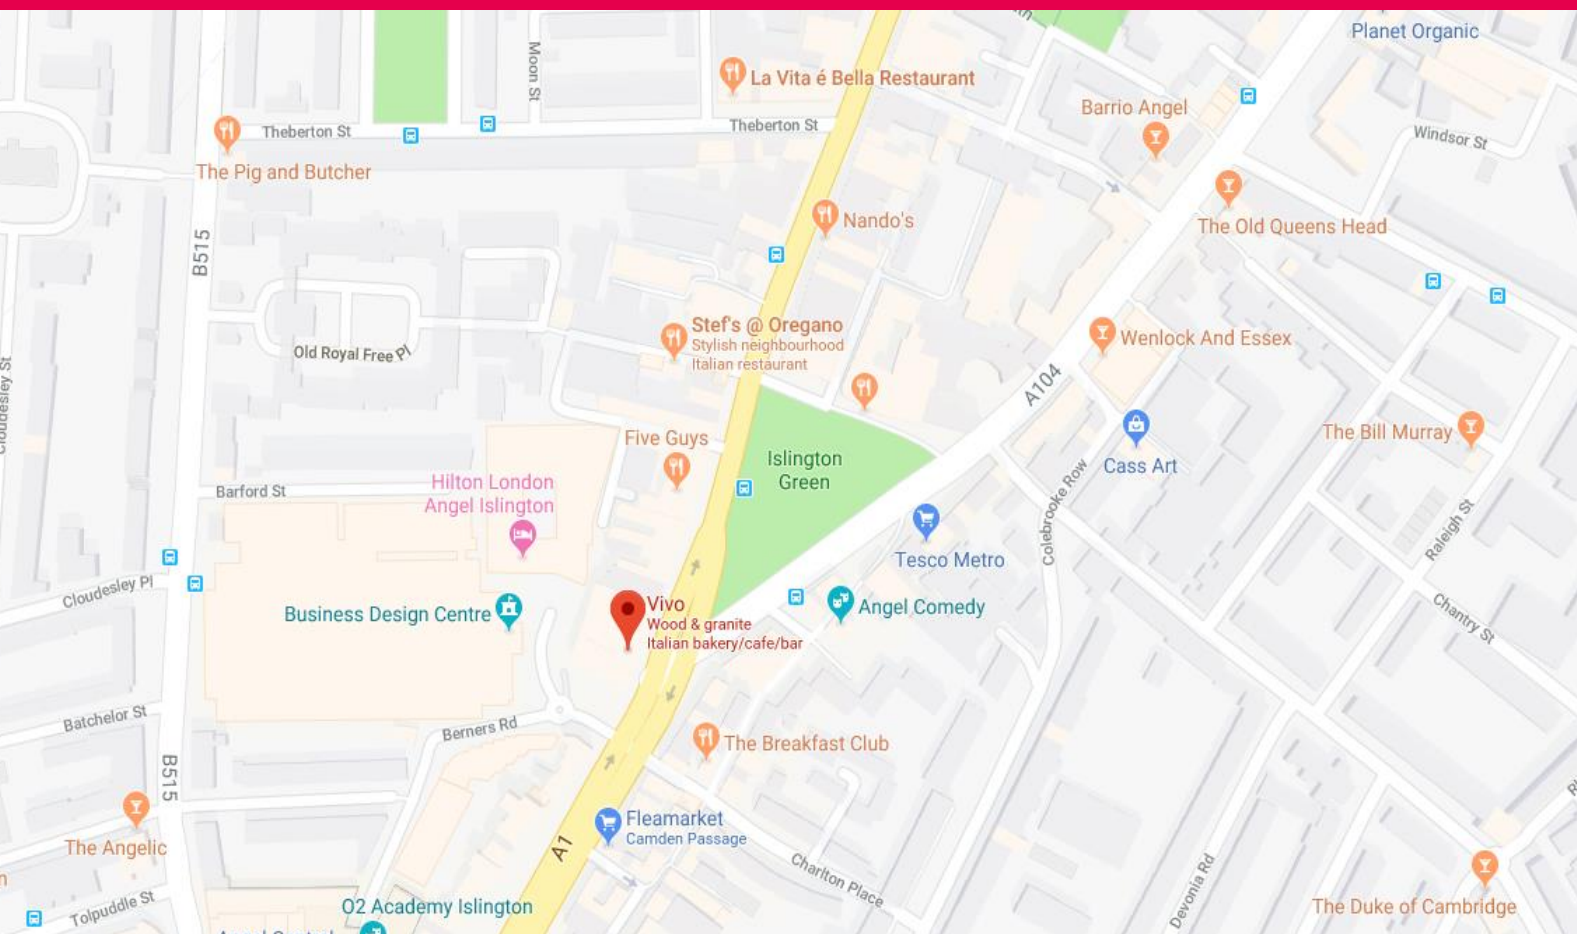 Planet Organic
Moon St
La Vita é Bella Restaurant
Barrio Angel
Theberton St
Theberton St
Windsor St
The Pig and Butcher
Nando's
The Old Queens Head
B515
Stef's @ Oregano
Stylish neighbourhood
Italian restaurant
Wenlock And Essex
Old Royal Free Pl
A104
Cloudesley St
Five Guys
Islington
Green
The Bill Murray
Cass Art
Hilton London
Angel Islington
Barford St
Colebrooke Row
Raleigh St
Tesco Metro
Cloudesley Pl
Business Design Centre
Vivo
Wood & granite
Italian bakery/cafe/bar
Angel Comedy
Chantry St
Batchelor St
Berners Rd
The Breakfast Club
B515
Fleamarket
Camden Passage
A1
The Angelic
Charlton Place
Devonia Rd
Tolpuddle St
O2 Academy Islington
The Duke of Cambridge